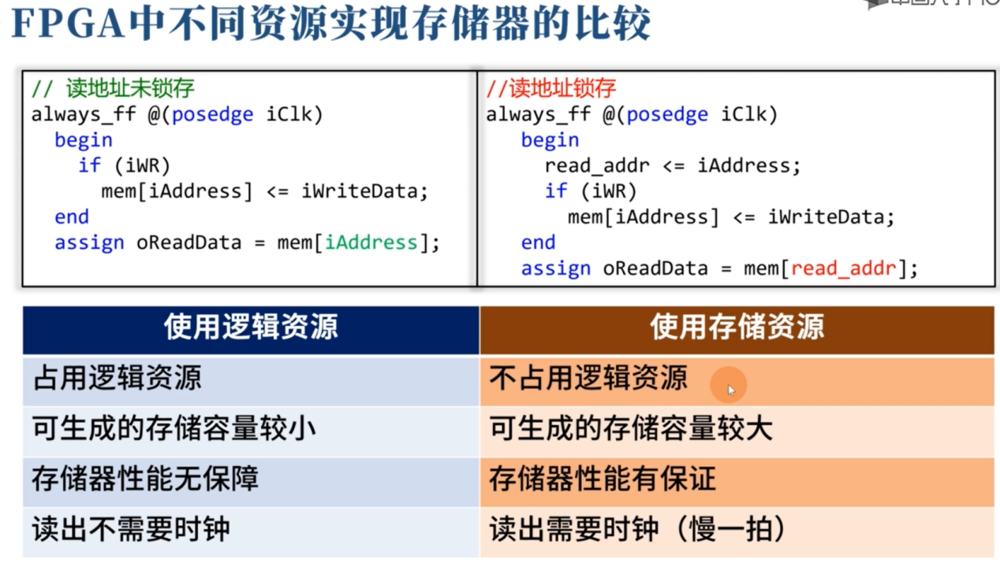 FPGA中不同资源实现存储器的比较
// 读地址未锁存
always_ff @(posedge iClk)
begin
if (iWR)
mem[iAddress] <= iWriteData;
end
assign oReadData = mem[iAddress];
//读地址锁存
always_ff @(posedge iClk)
begin
read_addr <= iAddress;
if (iWR)
mem[iAddress] <= iWriteData;
end
assign oReadData = mem[read_addr];
使用逻辑资源
使用存储资源
占用逻辑资源
不占用逻辑资源
可生成的存储容量较小
可生成的存储容量较大
存储器性能无保障
存储器性能有保证
读出不需要时钟
读出需要时钟（慢一拍）